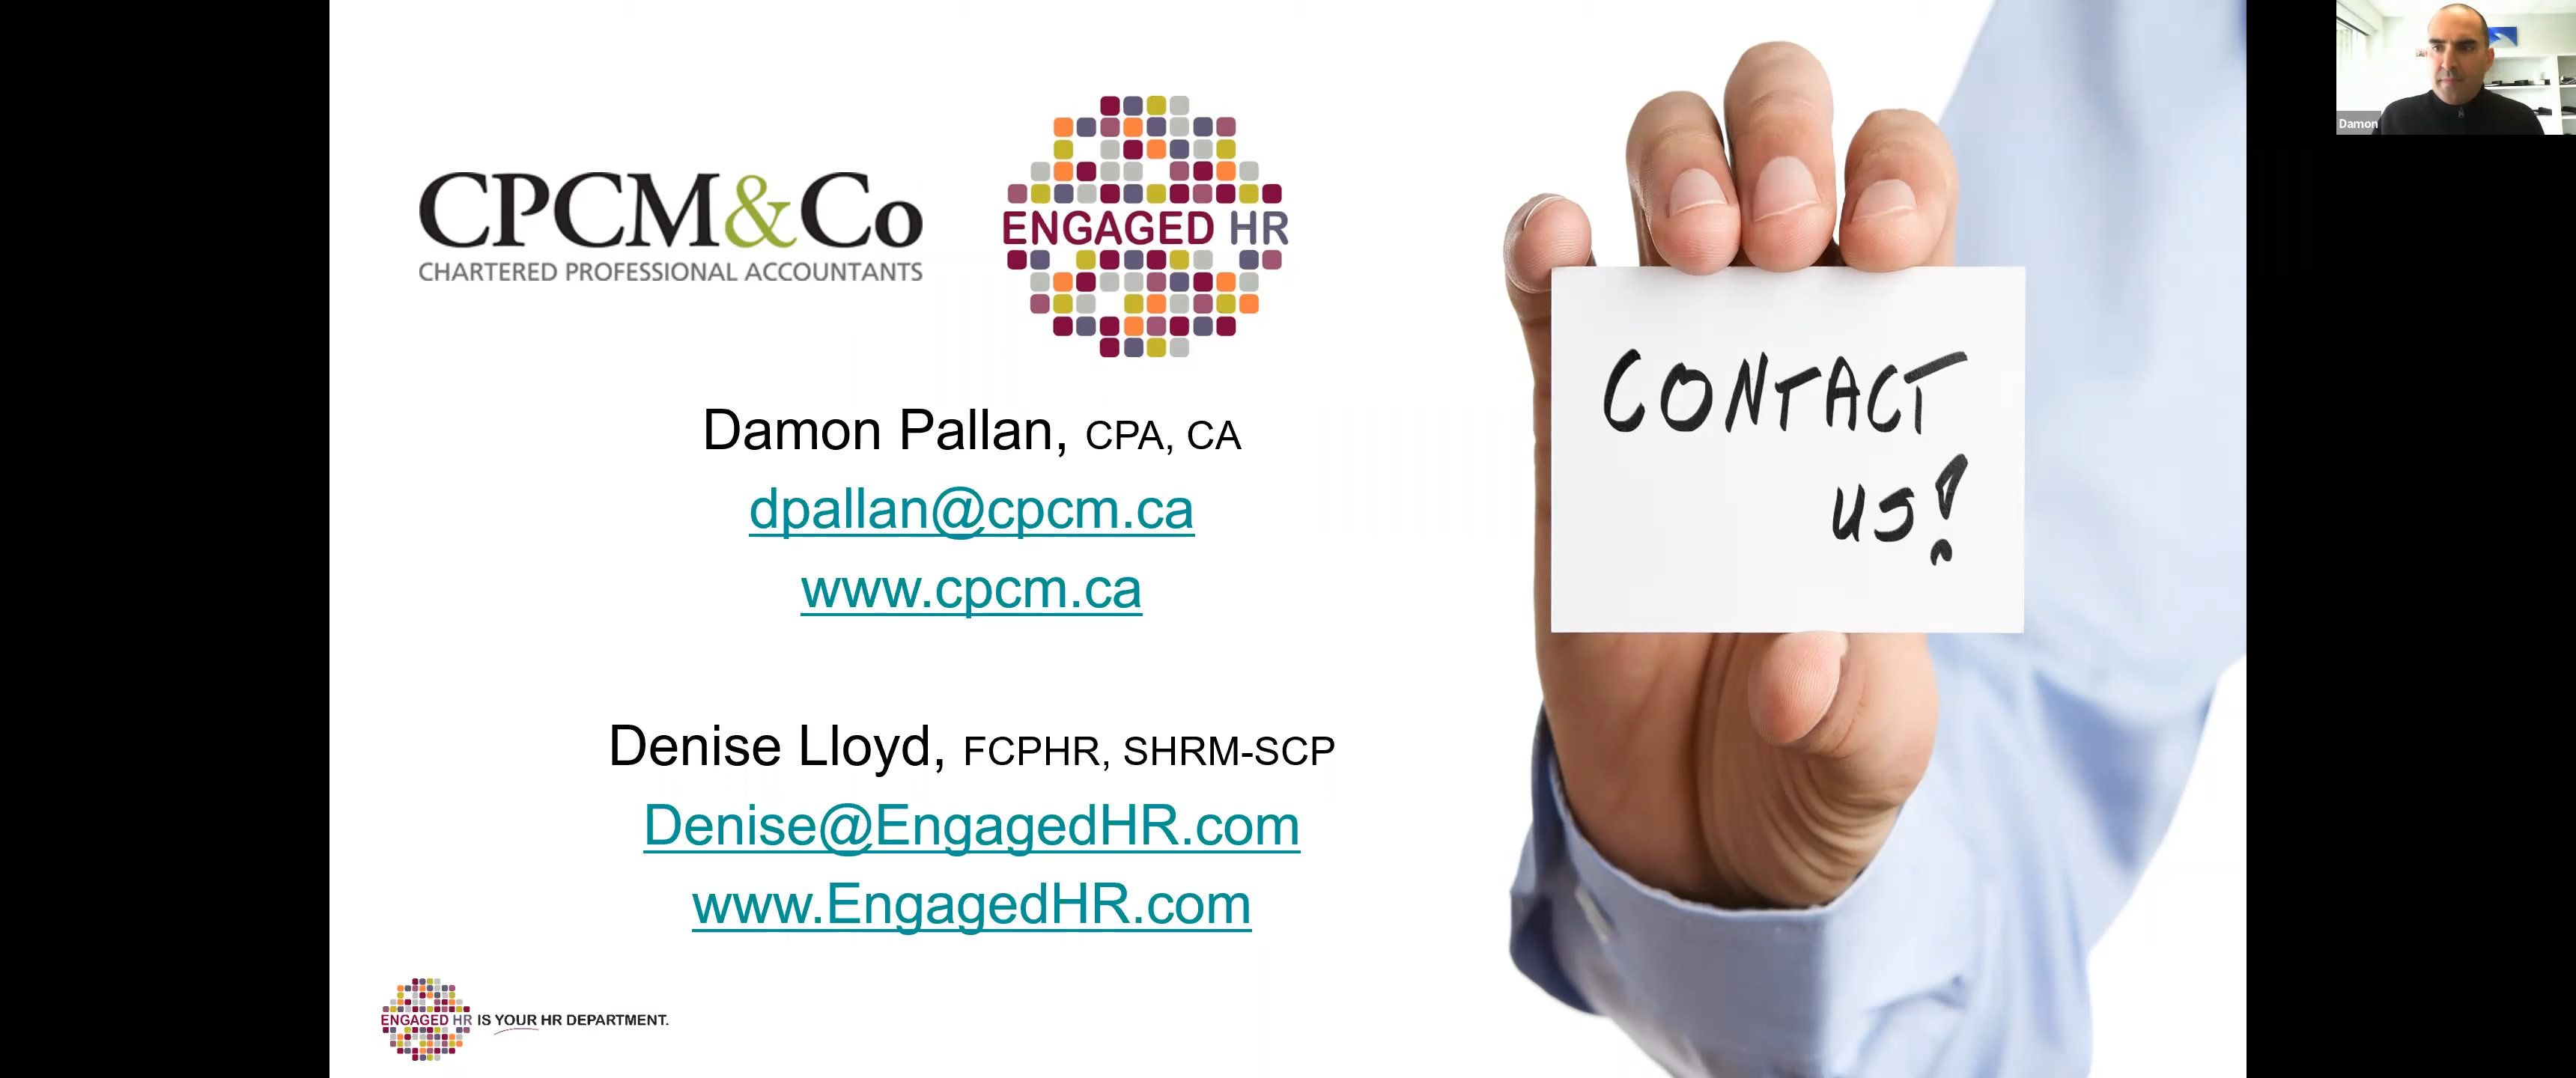 CPCM&Co
CHARTERED PROFESSIONAL ACCOUNTANTS
ENGAGED HR
Damon Pallan, CPA, CA
dpallan@cpcm.ca
www.cpcm.ca
Denise Lloyd, FCPHR, SHRM-SCP
Denise@EngagedHR.com
www.EngagedHR.com
ENGAGED HR IS YOUR HR DEPARTMENT.
CONTACT
us!
Damon